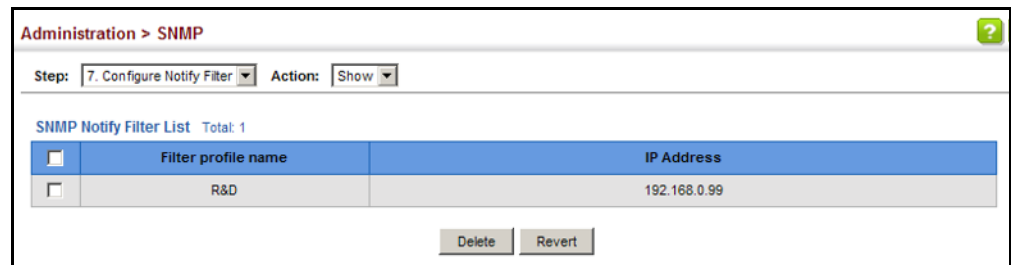 Administration > SNMP
?
Step: 7. Configure Notify Filter Action: Show
SNMP Notify Filter List Total: 1
Filter profile name IP Address
R&D 192.168.0.99
Delete Revert